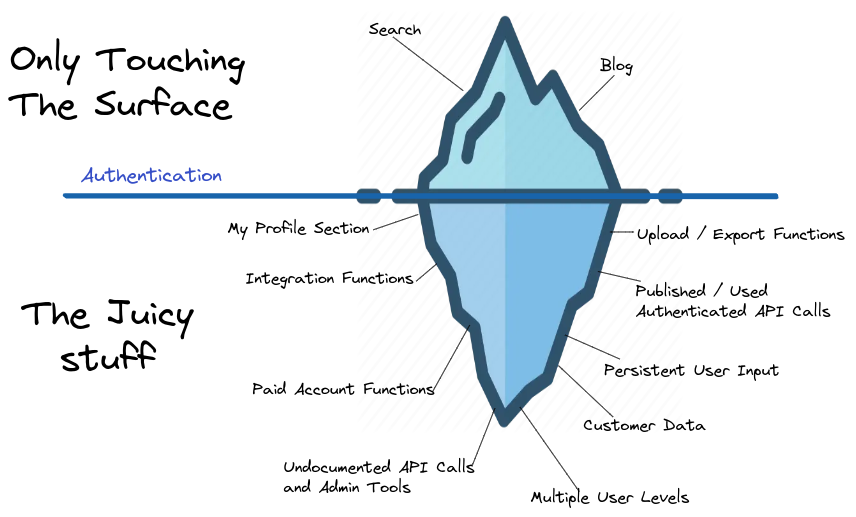 Only Touching
The Surface
Search
Blog
Authentication
My Profile Section
Upload / Export Functions
Integration Functions
Published / Used
Authenticated API Calls
The Juicy
stuff
Persistent User Input
Paid Account Functions
Customer Data
Undocumented API Calls
and Admin Tools
Multiple User Levels